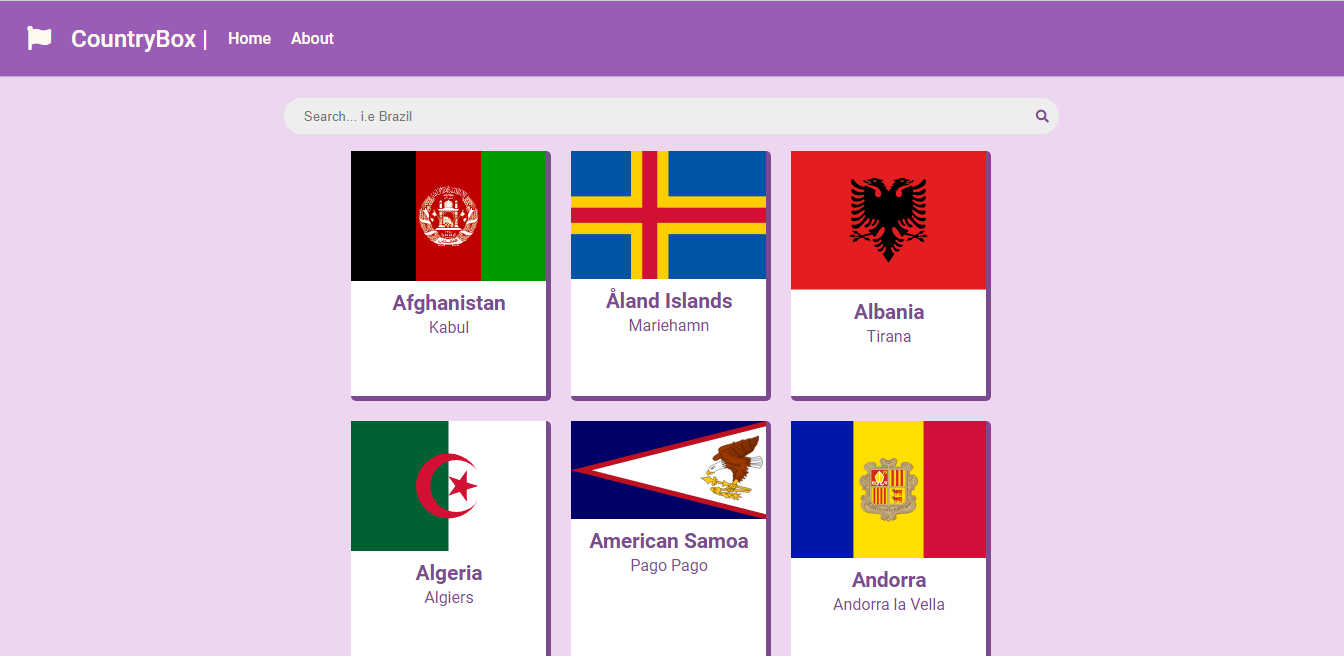 CountryBox | Home About
Search... i.e Brazil
Afghanistan
Kabul
Åland Islands
Mariehamn
Albania
Tirana
Algeria
Algiers
American Samoa
Pago Pago
Andorra
Andorra la Vella